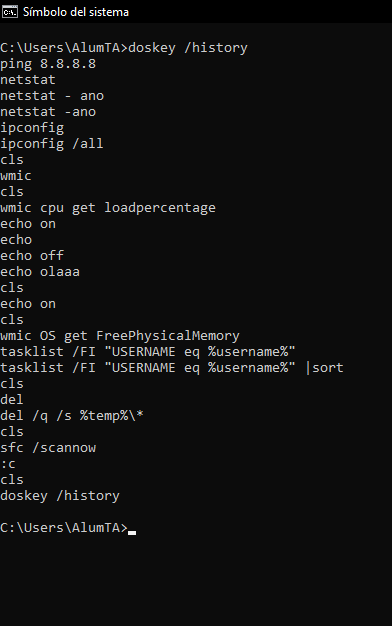 Símbolo del sistema
C:\Users\AlumTA>doskey /history
ping 8.8.8.8
netstat
netstat - ano
netstat -ano
ipconfig
ipconfig /all
cls
wmic
cls
wmic cpu get loadpercentage
echo on
echo
echo off
echo olaaa
cls
echo on
cls
wmic OS get FreePhysicalMemory
tasklist /FI "USERNAME eq %username%"
tasklist /FI "USERNAME eq %username%" |sort
cls
del
del /q /s %temp%\*
cls
sfc /scannow
:c
cls
doskey /history
C:\Users\AlumTA>